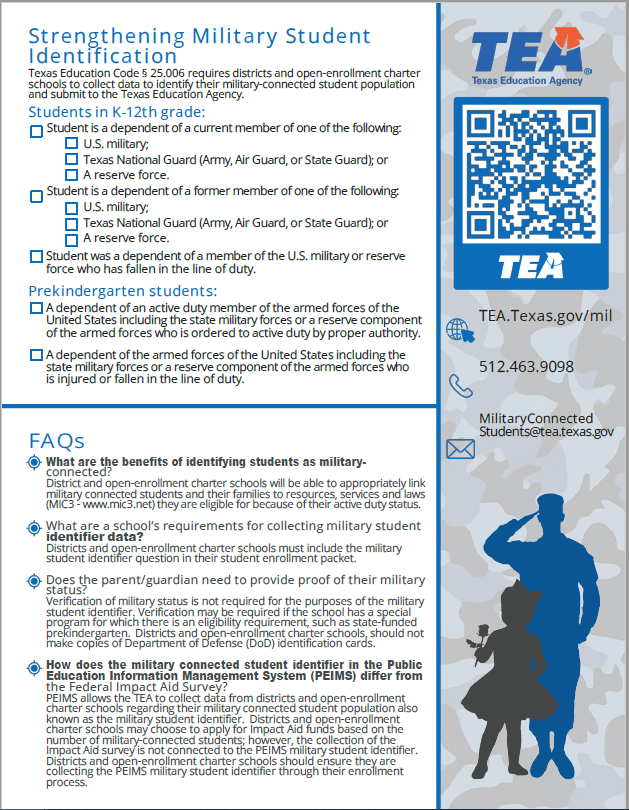 Strengthening Military Student
Identification
Texas Education Code § 25.006 requires districts and open-enrollment charter
schools to collect data to identify their military-connected student population
and submit to the Texas Education Agency.
Students in K-12th grade:
Student is a dependent of a current member of one of the following:
U.S. military;
Texas National Guard (Army, Air Guard, or State Guard); or
A reserve force.
Student is a dependent of a former member of one of the following:
U.S. military;
Texas National Guard (Army, Air Guard, or State Guard); or
A reserve force.
Student was a dependent of a member of the U.S. military or reserve
force who has fallen in the line of duty.
Prekindergarten students:
A dependent of an active duty member of the armed forces of the
United States including the state military forces or a reserve component
of the armed forces who is ordered to active duty by proper authority.
A dependent of the armed forces of the United States including the
state military forces or a reserve component of the armed forces who
is injured or fallen in the line of duty.
FAQs
What are the benefits of identifying students as military-
connected?
District and open-enrollment charter schools will be able to appropriately link
military connected students and their families to resources, services and laws
(MIC3 - www.mic3.net) they are eligible for because of their active duty status.
What are a school's requirements for collecting military student
identifier data?
Districts and open-enrollment charter schools must include the military
student identifier question in their student enrollment packet.
Does the parent/guardian need to provide proof of their military
status?
Verification of military status is not required for the purposes of the military
student identifier. Verification may be required if the school has a special
program for which there is an eligibility requirement, such as state-funded
prekindergarten. Districts and open-enrollment charter schools, should not
make copies of Department of Defense (DoD) identification cards.
How does the military connected student identifier in the Public
Education Information Management System (PEIMS) differ from
the Federal Impact Aid Survey?
PEIMS allows the TEA to collect data from districts and open-enrollment
charter schools regarding their military connected student population also
known as the military student identifier. Districts and open-enrollment
charter schools may choose to apply for Impact Aid funds based on the
number of military-connected students; however, the collection of the
Impact Aid survey is not connected to the PEIMS military student identifier.
Districts and open-enrollment charter schools should ensure they are
collecting the PEIMS military student identifier through their enrollment
process.
TEA
Texas Education Agency
TEA
TEA.Texas.gov/mil
512.463.9098
MilitaryConnected
Students@tea.texas.gov